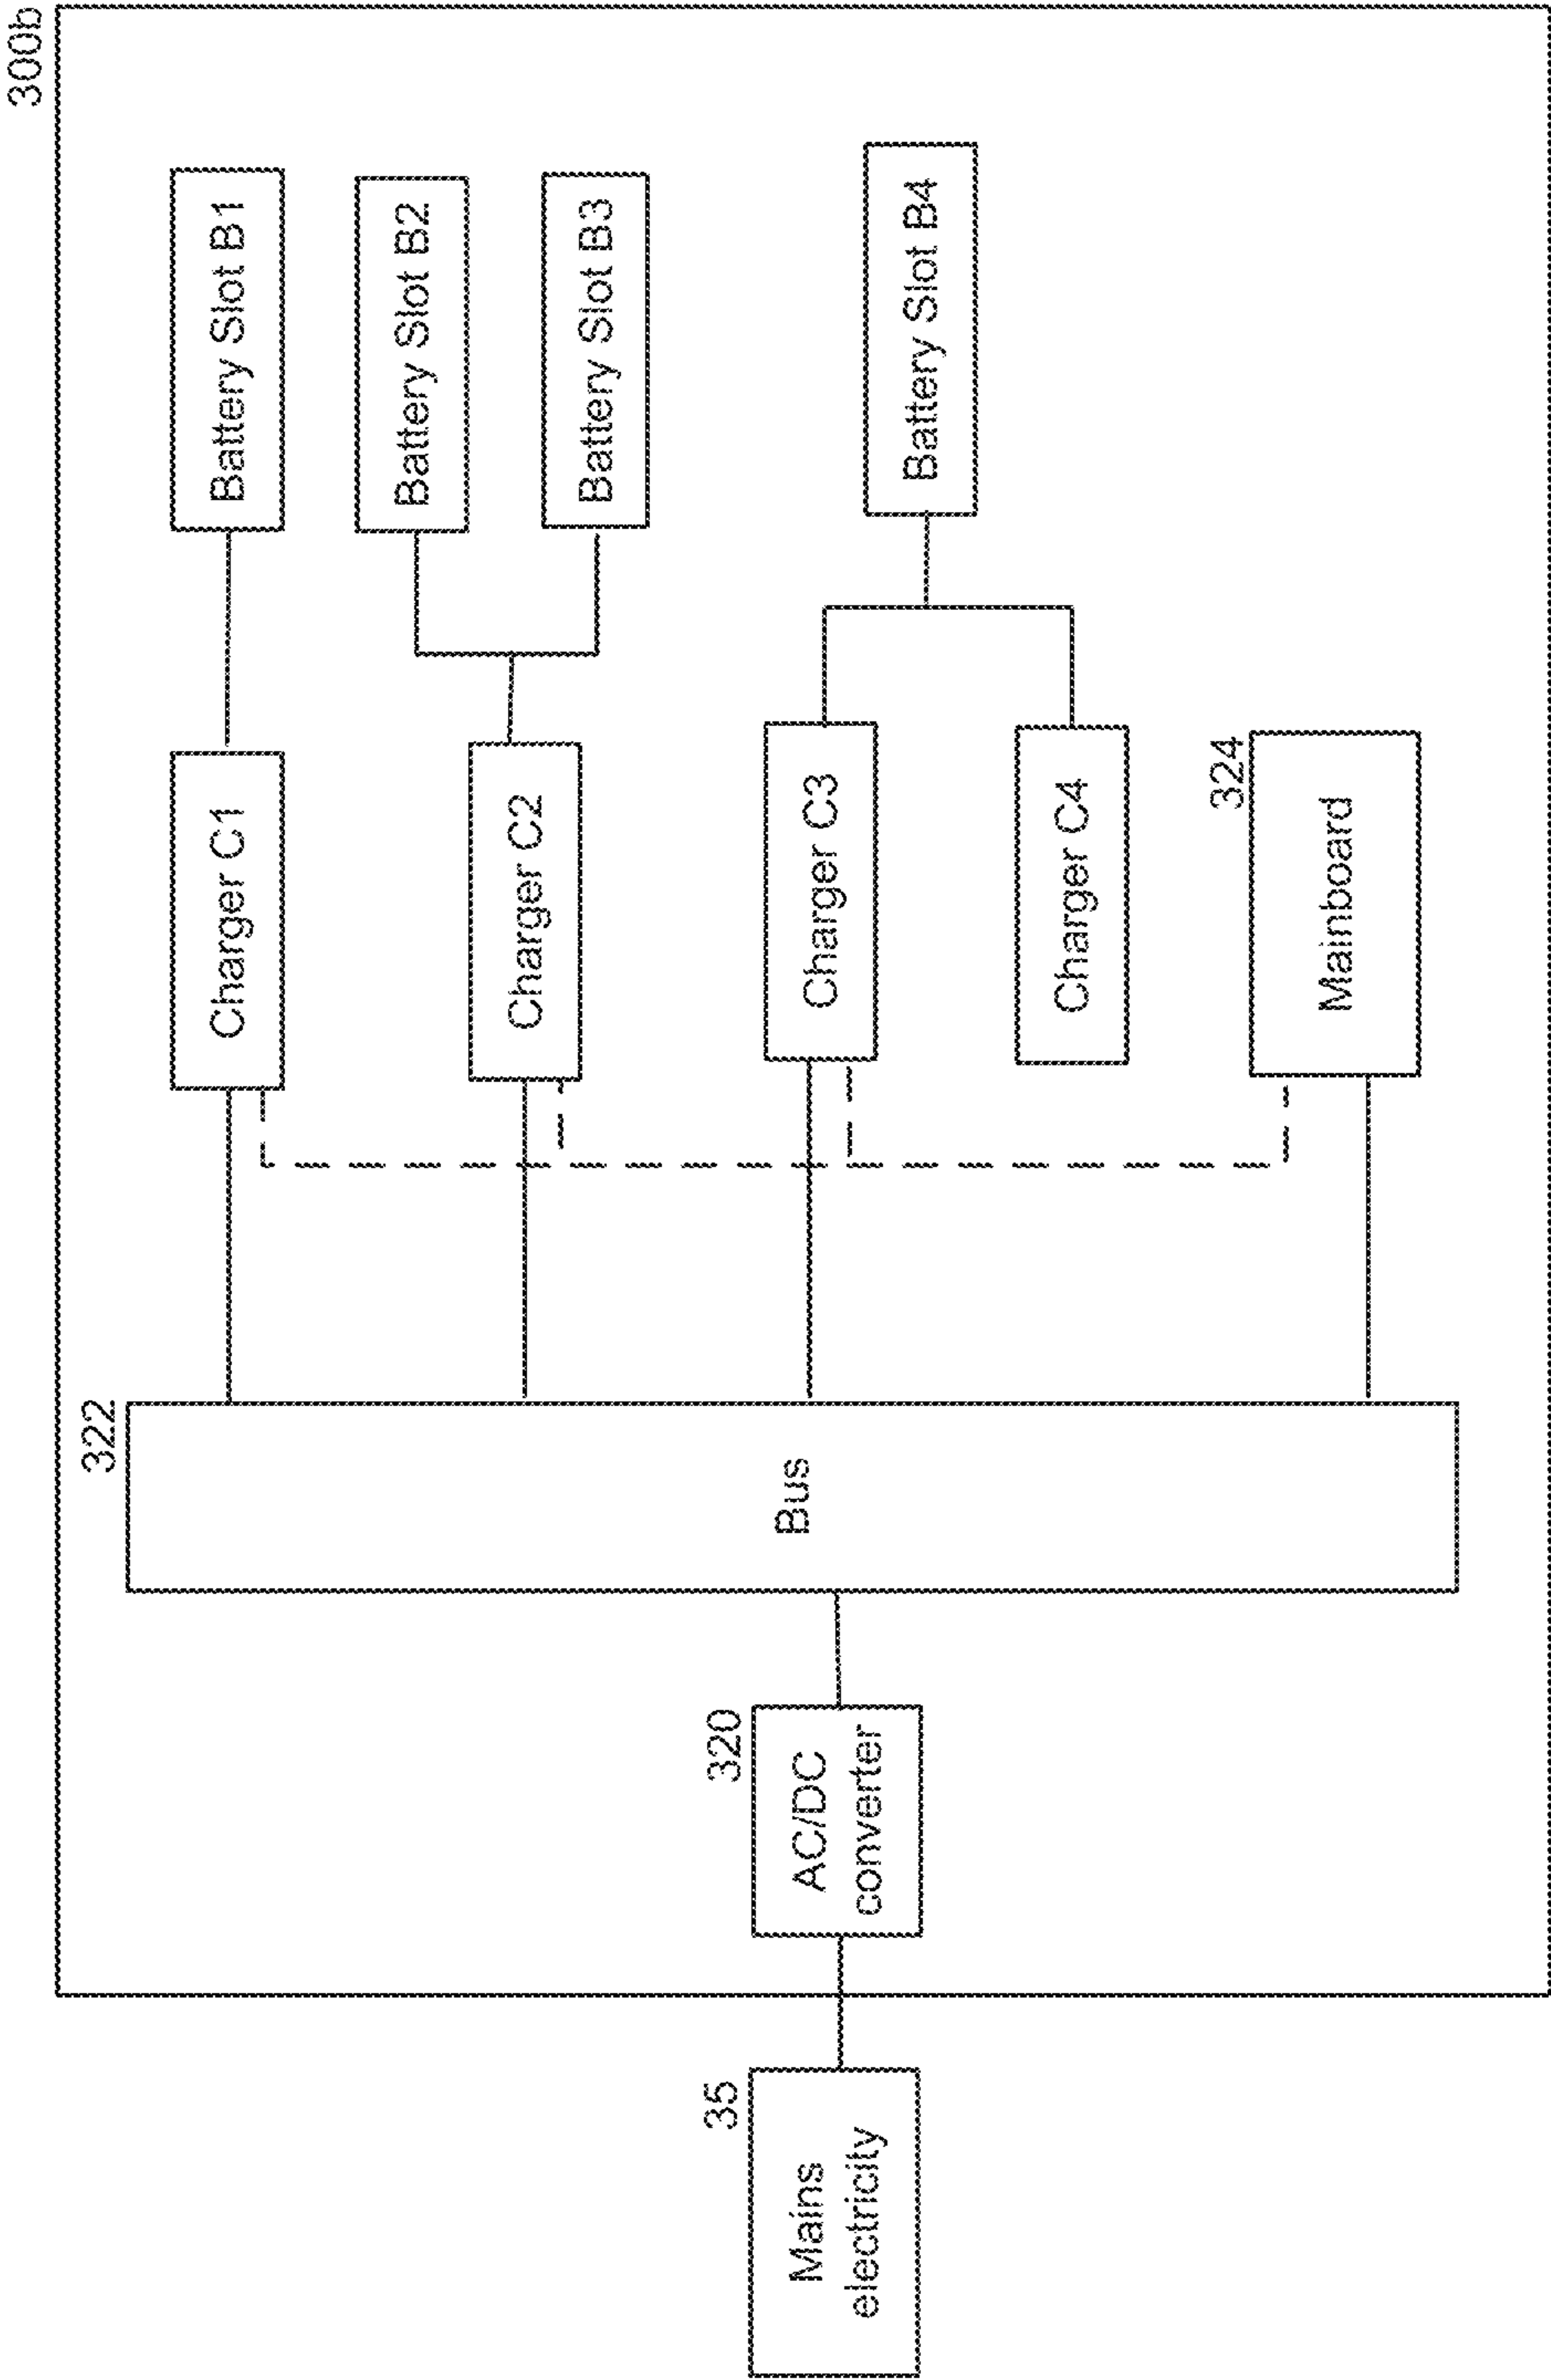 300b
Battery Slot B1
Battery Slot B2
Battery Slot B3
Battery Slot B4
Charger C1
Charger C2
Charger C3
Charger C4
324
Mainboard
322
Bus
320
AC/DC
converter
35
Mains
electricity